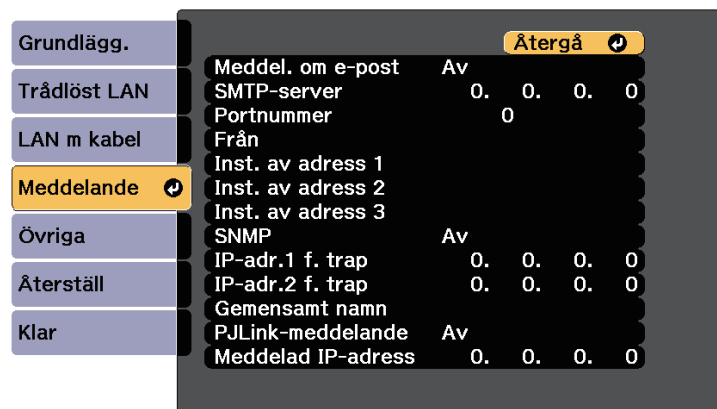 Grundlägg.
Trådlöst LAN
LAN m kabel
Meddelande
Övriga
Återställ
Klar
Återgå
Meddel. om e-post Av
SMTP-server 0. 0. 0. 0
Portnummer 0
Från
Inst. av adress 1
Inst. av adress 2
Inst. av adress 3
SNMP Av
IP-adr.1 f. trap 0. 0. 0. 0
IP-adr.2 f. trap 0. 0. 0. 0
Gemensamt namn
PJLink-meddelande Av
Meddelad IP-adress 0. 0. 0. 0